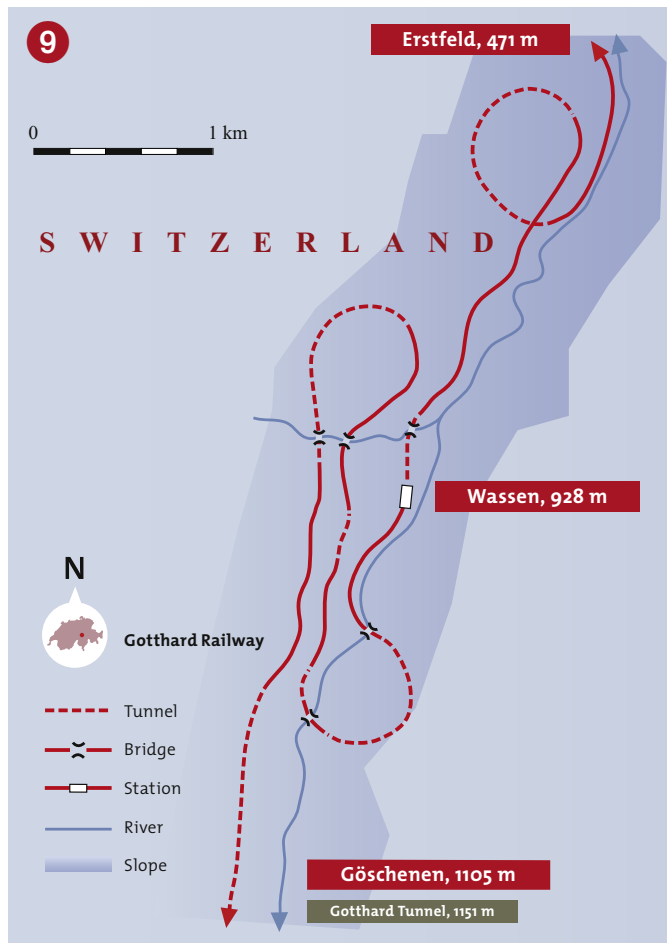 9
Erstfeld, 471 m
0 1 km
SWITZERLAND
Wassen, 928 m
N
Gotthard Railway
Tunnel
Bridge
Station
River
Slope
Göschenen, 1105 m
Gotthard Tunnel, 1151 m